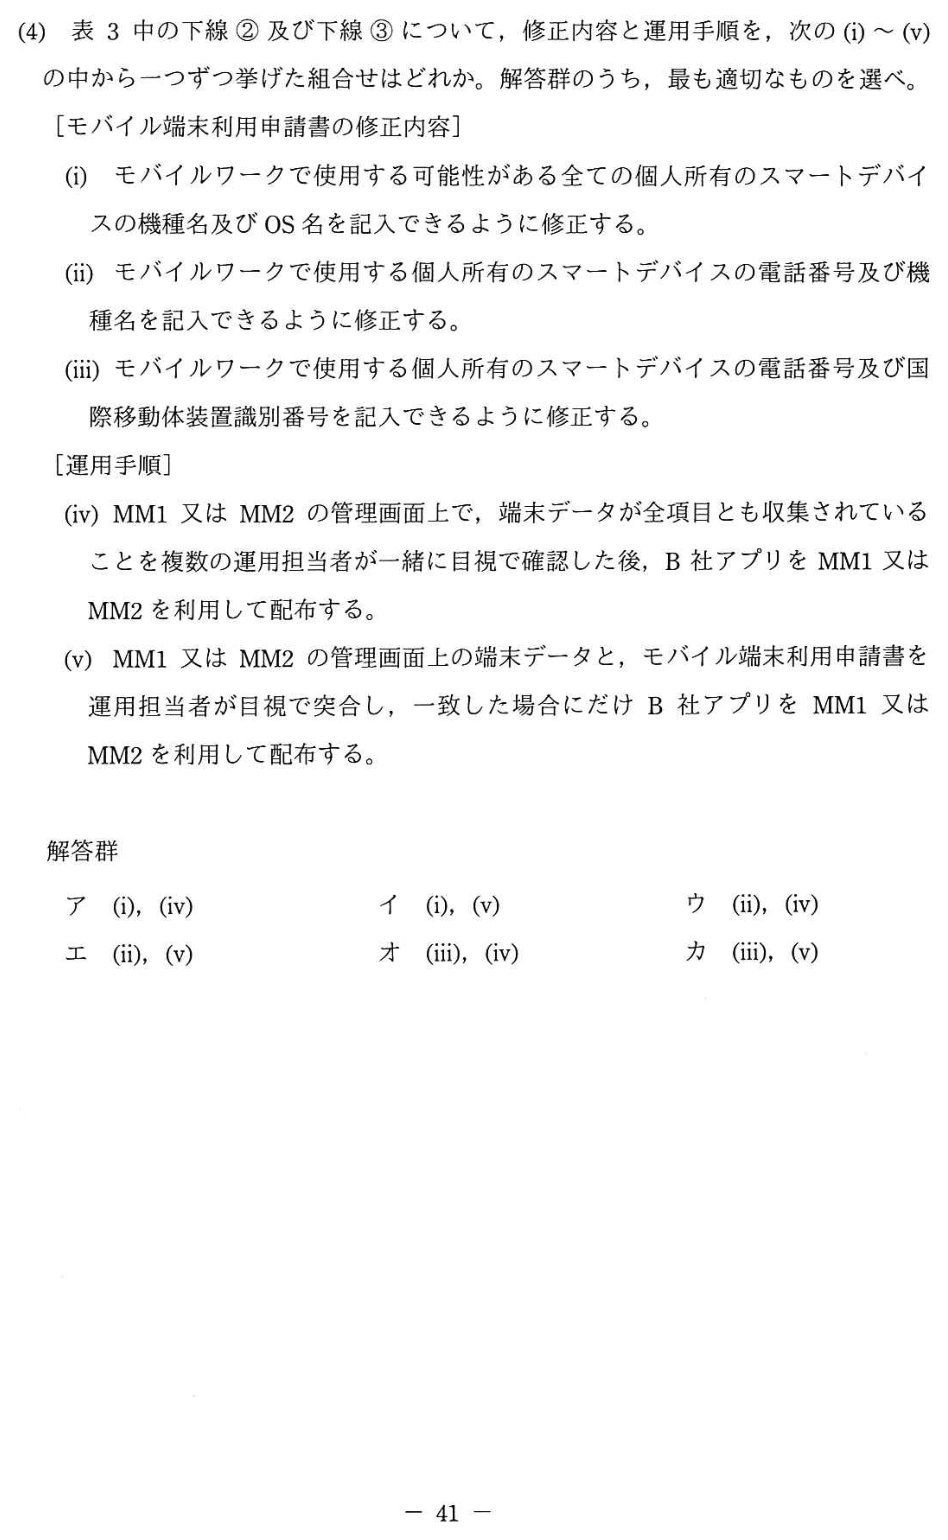 (4) 表 3 中の下線 ② 及び下線 ③ について，修正内容と運用手順を，次の (i) ～ (v)
の中から一つずつ挙げた組合せはどれか。解答群のうち，最も適切なものを選べ。
［モバイル端末利用申請書の修正内容］
(i) モバイルワークで使用する可能性がある全ての個人所有のスマートデバイ
スの機種名及び OS 名を記入できるように修正する。
(ii) モバイルワークで使用する個人所有のスマートデバイスの電話番号及び機
種名を記入できるように修正する。
(iii) モバイルワークで使用する個人所有のスマートデバイスの電話番号及び国
際移動体装置識別番号を記入できるように修正する。
［運用手順］
(iv) MM1 又は MM2 の管理画面上で，端末データが全項目とも収集されている
ことを複数の運用担当者が一緒に目視で確認した後，B 社アプリを MM1 又は
MM2 を利用して配布する。
(v) MM1 又は MM2 の管理画面上の端末データと，モバイル端末利用申請書を
運用担当者が目視で突合し，一致した場合にだけ B 社アプリを MM1 又は
MM2 を利用して配布する。
解答群
ア (i)，(iv) イ (i)，(v) ウ (ii)，(iv)
エ (ii)，(v) オ (iii)，(iv) カ (iii)，(v)
－ 41 －